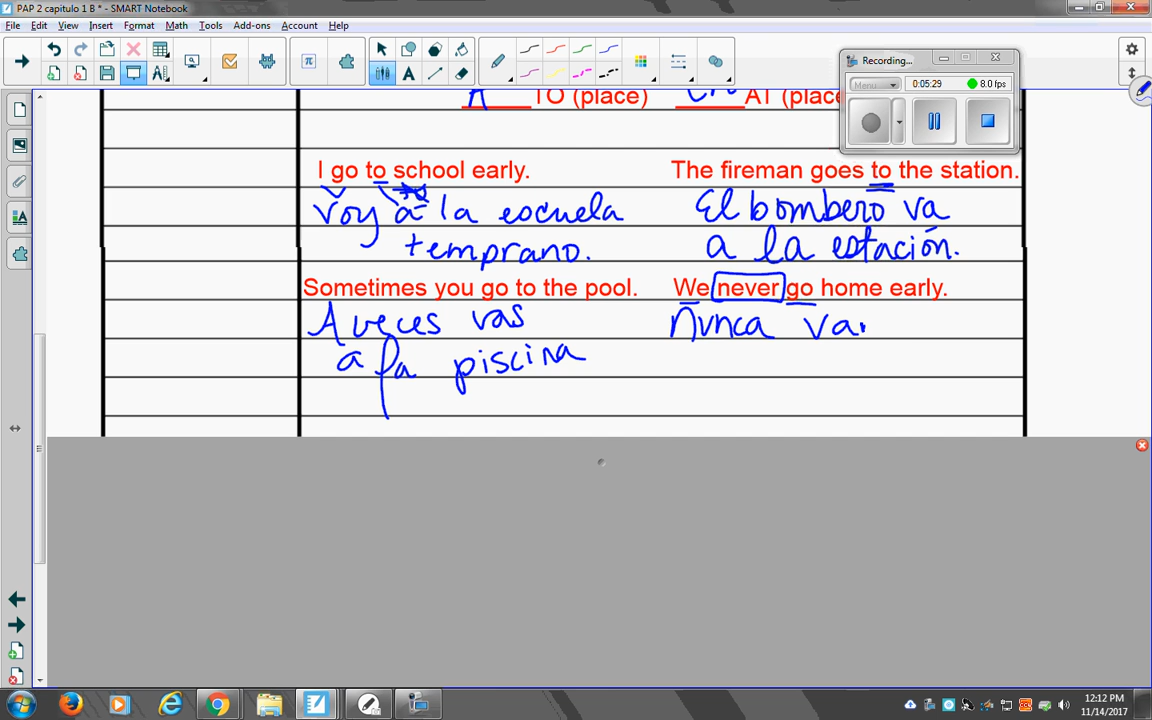 PAP 2 capitulo 1 B * - SMART Notebook
File Edit View Insert Format Math Tools Add-ons Account Help
Recording...
Menu 00:05:29 8.0 fps
A TO (place) en AT (place
I go to school early. The fireman goes to the station.
Voy a la escuela El bombero va
temprano. a la estación.
Sometimes you go to the pool. We never go home early.
A veces vas Nunca va
a la piscina
12:12 PM
11/14/2017